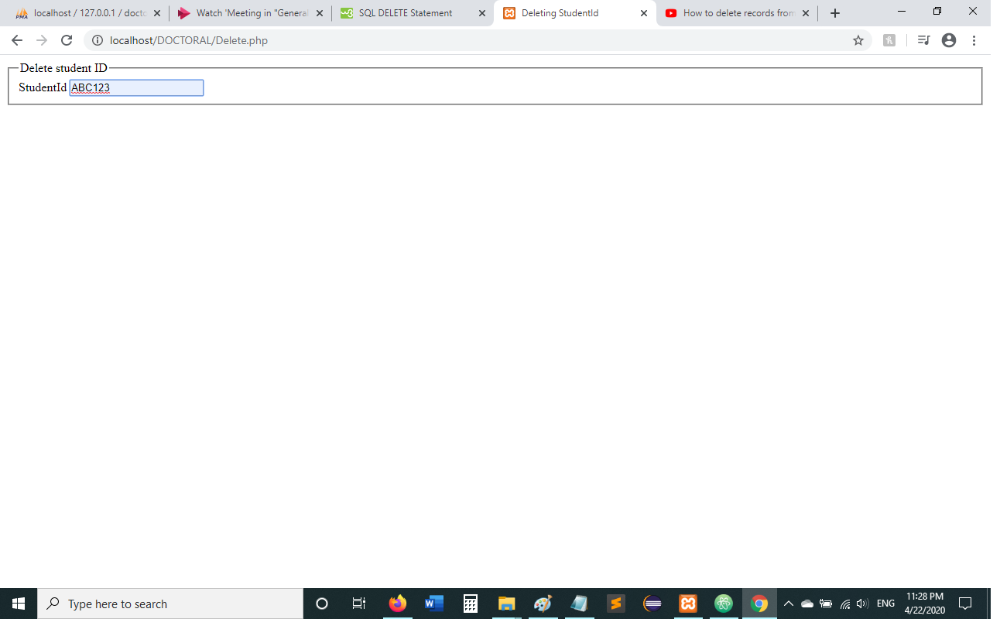 localhost / 127.0.0.1 / docto
Watch 'Meeting in "General
SQL DELETE Statement
Deleting StudentId
How to delete records from
localhost/DOCTORAL/Delete.php
Delete student ID
StudentId ABC123
Type here to search
ENG
11:28 PM
4/22/2020